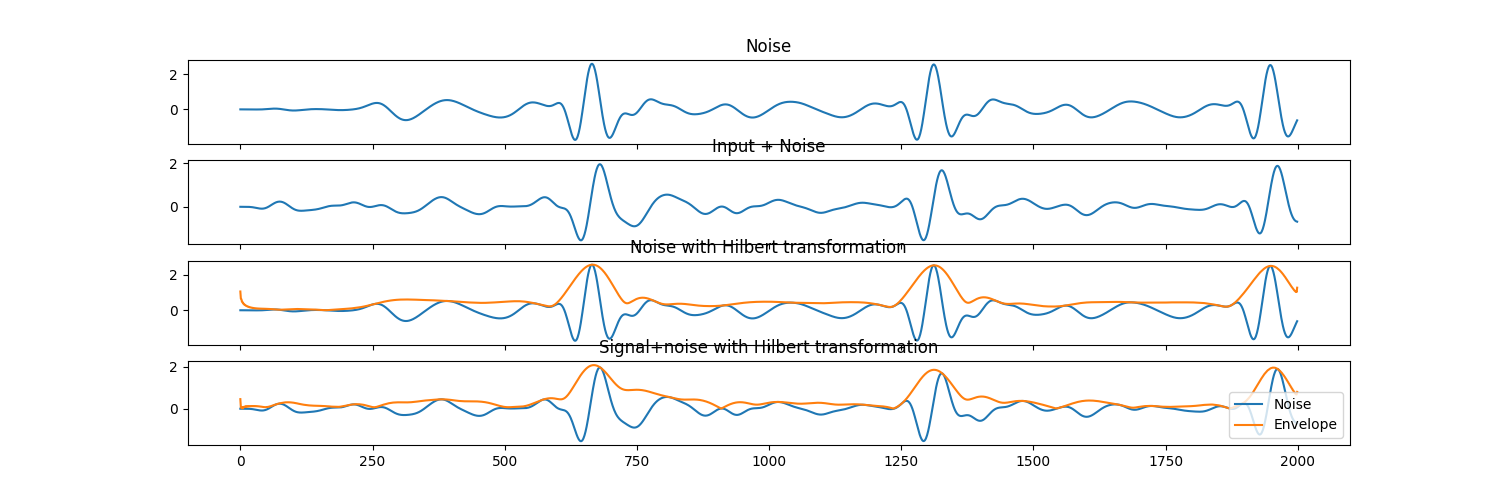 Noise
2
0
Input + Noise
2
0
Noise with Hilbert transformation
2
0
Signal+noise with Hilbert transformation
2
0
Noise
Envelope
0 250 500 750 1000 1250 1500 1750 2000